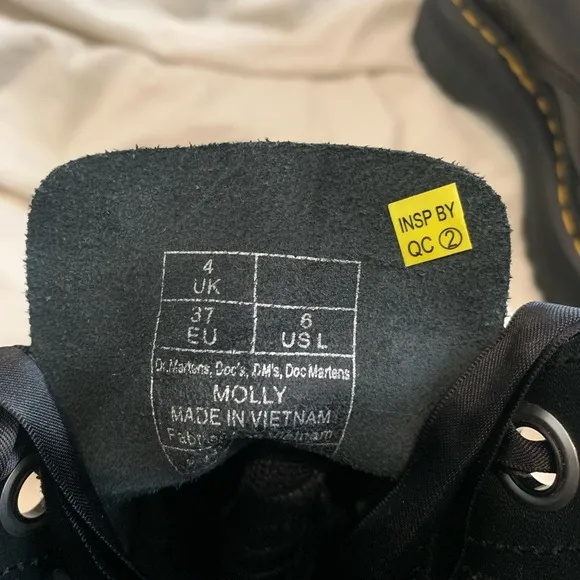 INSP BY
QC ②
4
UK
37 6
EU US L
Dr.Martens, Doc's, DM's, Doc Martens
MOLLY
MADE IN VIETNAM
Vietnam